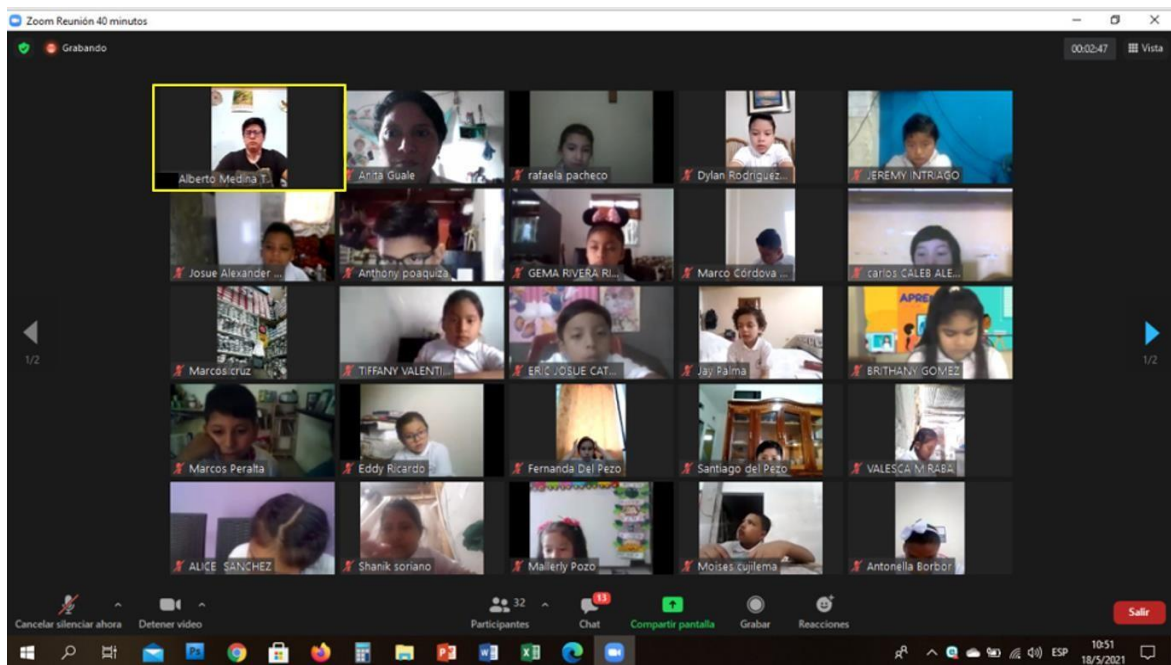 Zoom Reunión 40 minutos
Grabando
00:02:47
Vista
Alberto Medina T...
Anita Guale
rafaela pacheco
Dylan Rodriguez...
JEREMY INTRIAGO
Josue Alexander ...
Anthony poaquiza
GEMA RIVERA RI...
Marco Córdova ...
carlos CALEB ALE...
Marcos cruz
TIFFANY VALENTI...
ERIC JOSUE CAT...
Jay Palma
APRE
BRITHANY GOMEZ
1/2
1/2
Marcos Peralta
Eddy Ricardo
Fernanda Del Pezo
Santiago del Pezo
VALESCA MIRABA
ALICE SANCHEZ
Shanik soriano
Mallerly Pozo
Moises cujilema
Antonella Borbor
Cancelar silenciar ahora
Detener video
32
Participantes
13
Chat
Compartir pantalla
Grabar
Reacciones
Salir
ESP
10:51
18/5/2021